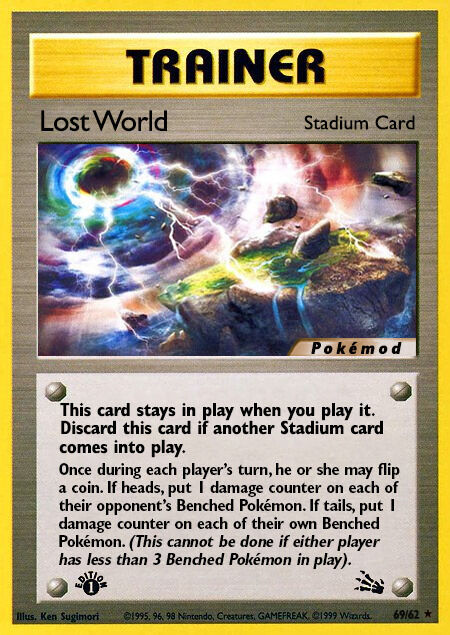 TRAINER
Lost World Stadium Card
Pokémod
This card stays in play when you play it.
Discard this card if another Stadium card
comes into play.
Once during each player's turn, he or she may flip
a coin. If heads, put 1 damage counter on each of
their opponent's Benched Pokémon. If tails, put 1
damage counter on each of their own Benched
Pokémon. (This cannot be done if either player
has less than 3 Benched Pokémon in play).
EDITION
1
Illus. Ken Sugimori ©1995, 96, 98 Nintendo, Creatures, GAMEFREAK. ©1999 Wizards. 69/62 ★